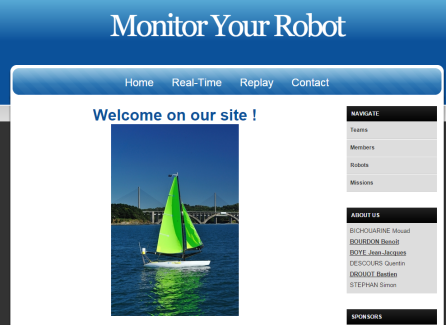 Monitor Your Robot
Home Real-Time Replay Contact
Welcome on our site !
NAVIGATE
Teams
Members
Robots
Missions
ABOUT US
BICHOUARINE Mouad
BOURDON Benoit
BOYE Jean-Jacques
DESCOURS Quentin
DROUOT Bastien
STEPHAN Simon
SPONSORS